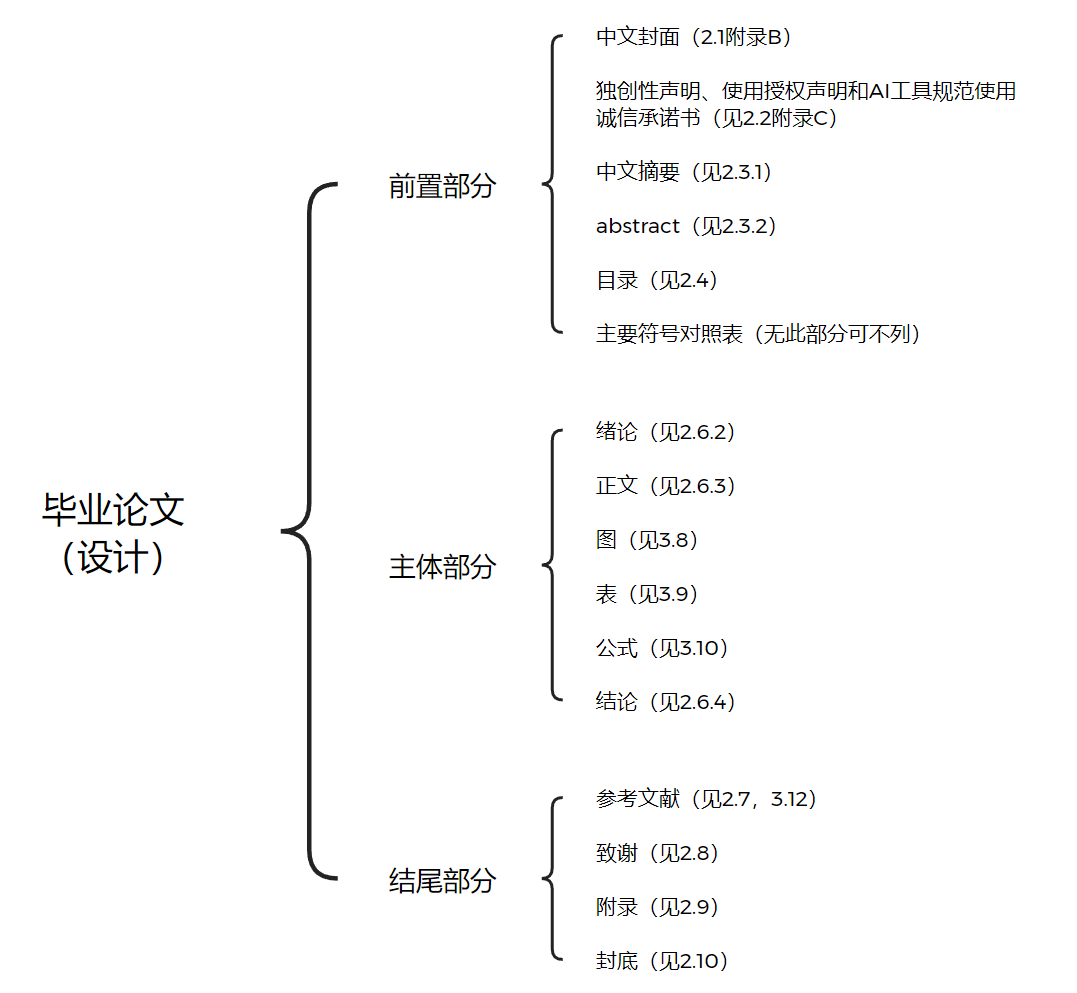 毕业论文
（设计）
前置部分
中文封面（2.1附录B）
独创性声明、使用授权声明和AI工具规范使用
诚信承诺书（见2.2附录C）
中文摘要（见2.3.1）
abstract（见2.3.2）
目录（见2.4）
主要符号对照表（无此部分可不列）
主体部分
绪论（见2.6.2）
正文（见2.6.3）
图（见3.8）
表（见3.9）
公式（见3.10）
结论（见2.6.4）
结尾部分
参考文献（见2.7，3.12）
致谢（见2.8）
附录（见2.9）
封底（见2.10）